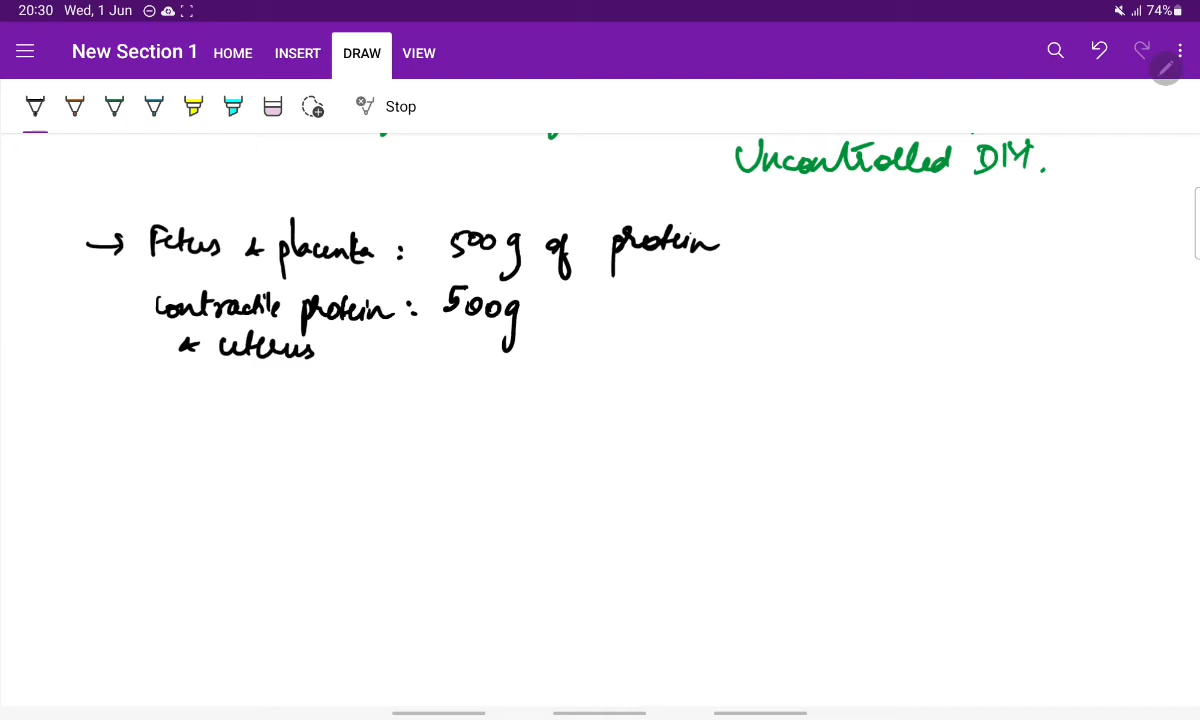 20:30 Wed, 1 Jun 74%
New Section 1 HOME INSERT DRAW VIEW
Stop
Uncontrolled DM.
→ Fetus & placenta : 500g of protein
Contractile protein : 500g
& uterus